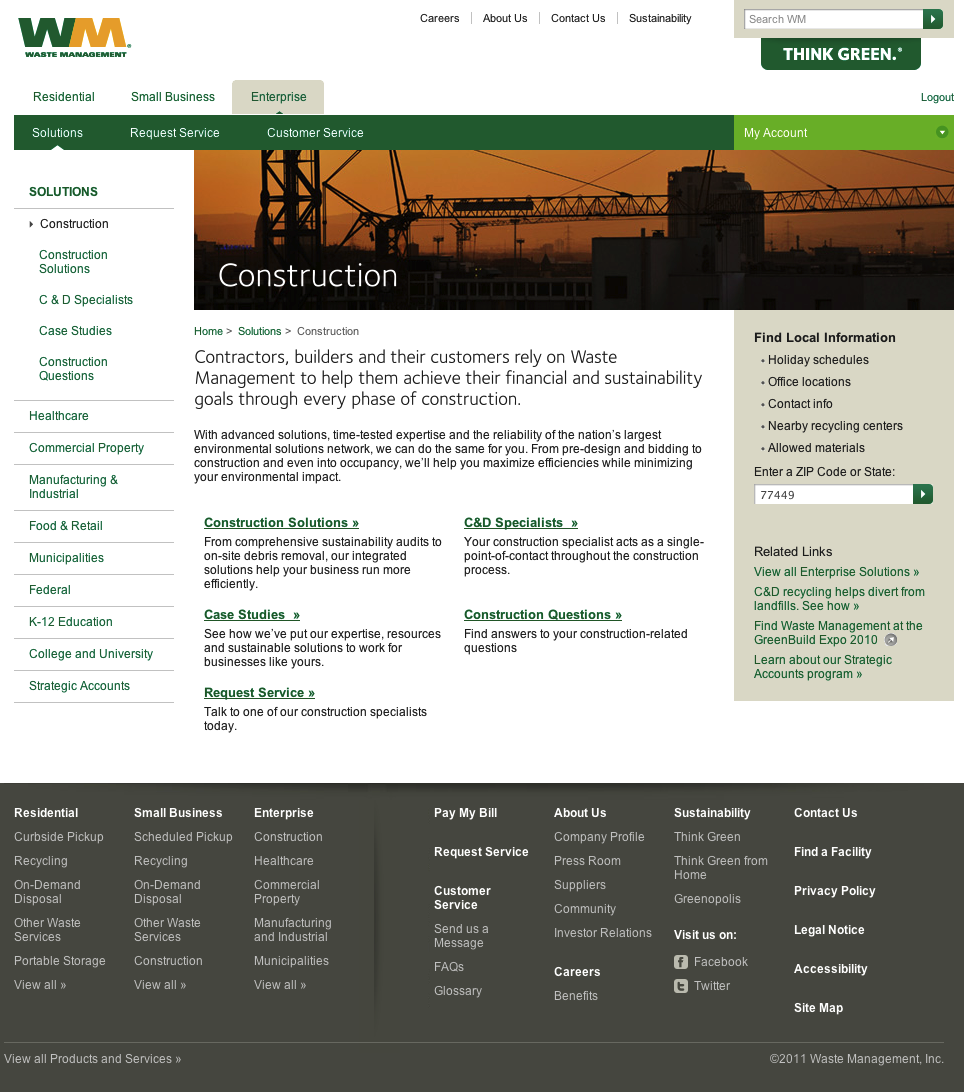 Careers
About Us
Contact Us
Sustainability
Search WM
WM
WASTE MANAGEMENT
THINK GREEN.®
Residential
Small Business
Enterprise
Logout
Solutions
Request Service
Customer Service
My Account
SOLUTIONS
Construction
Construction
Solutions
C & D Specialists
Case Studies
Construction
Questions
Healthcare
Commercial Property
Manufacturing &
Industrial
Food & Retail
Municipalities
Federal
K-12 Education
College and University
Strategic Accounts
Construction
Home > Solutions > Construction
Contractors, builders and their customers rely on Waste
Management to help them achieve their financial and sustainability
goals through every phase of construction.
With advanced solutions, time-tested expertise and the reliability of the nation's largest
environmental solutions network, we can do the same for you. From pre-design and bidding to
construction and even into occupancy, we'll help you maximize efficiencies while minimizing
your environmental impact.
Construction Solutions »
From comprehensive sustainability audits to
on-site debris removal, our integrated
solutions help your business run more
efficiently.
C&D Specialists »
Your construction specialist acts as a single-
point-of-contact throughout the construction
process.
Case Studies »
See how we've put our expertise, resources
and sustainable solutions to work for
businesses like yours.
Construction Questions »
Find answers to your construction-related
questions
Request Service »
Talk to one of our construction specialists
today.
Find Local Information
• Holiday schedules
• Office locations
• Contact info
• Nearby recycling centers
• Allowed materials
Enter a ZIP Code or State:
77449
Related Links
View all Enterprise Solutions »
C&D recycling helps divert from
landfills. See how »
Find Waste Management at the
GreenBuild Expo 2010
Learn about our Strategic
Accounts program »
Residential
Curbside Pickup
Recycling
On-Demand
Disposal
Other Waste
Services
Portable Storage
View all »
Small Business
Scheduled Pickup
Recycling
On-Demand
Disposal
Other Waste
Services
Construction
View all »
Enterprise
Construction
Healthcare
Commercial
Property
Manufacturing
and Industrial
Municipalities
View all »
Pay My Bill
Request Service
Customer
Service
Send us a
Message
FAQs
Glossary
About Us
Company Profile
Press Room
Suppliers
Community
Investor Relations
Careers
Benefits
Sustainability
Think Green
Think Green from
Home
Greenopolis
Visit us on:
Facebook
Twitter
Contact Us
Find a Facility
Privacy Policy
Legal Notice
Accessibility
Site Map
View all Products and Services »
©2011 Waste Management, Inc.